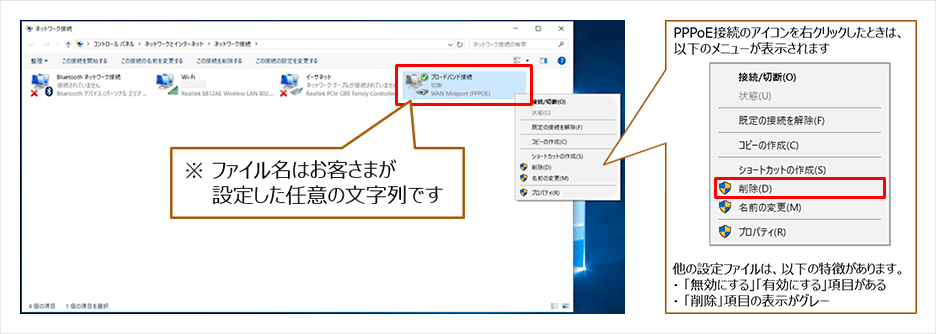 ネットワーク接続
コントロール パネル > ネットワークとインターネット > ネットワーク接続 >
ネットワーク接続の検索
整理 この接続を開始する この接続の名前を変更する この接続を削除する この接続の設定を変更する
Bluetooth ネットワーク接続
接続されていません
Bluetooth デバイス (パーソナル エリア ...
Wi-Fi
Realtek 8812AE Wireless LAN 802....
イーサネット
ネットワーク ケーブルが接続されていません
Realtek PCIe GBE Family Controller
ブロードバンド接続
切断
WAN Miniport (PPPOE)
接続/切断(O)
状態(U)
既定の接続を解除(F)
コピーの作成(C)
ショートカットの作成(S)
削除(D)
名前の変更(M)
プロパティ(R)
※ ファイル名はお客さまが
設定した任意の文字列です
4 個の項目 1 個の項目を選択
PPPoE接続のアイコンを右クリックしたときは、
以下のメニューが表示されます
接続/切断(O)
状態(U)
既定の接続を解除(F)
コピーの作成(C)
ショートカットの作成(S)
削除(D)
名前の変更(M)
プロパティ(R)
他の設定ファイルは、以下の特徴があります。
・「無効にする」「有効にする」項目がある
・「削除」項目の表示がグレー